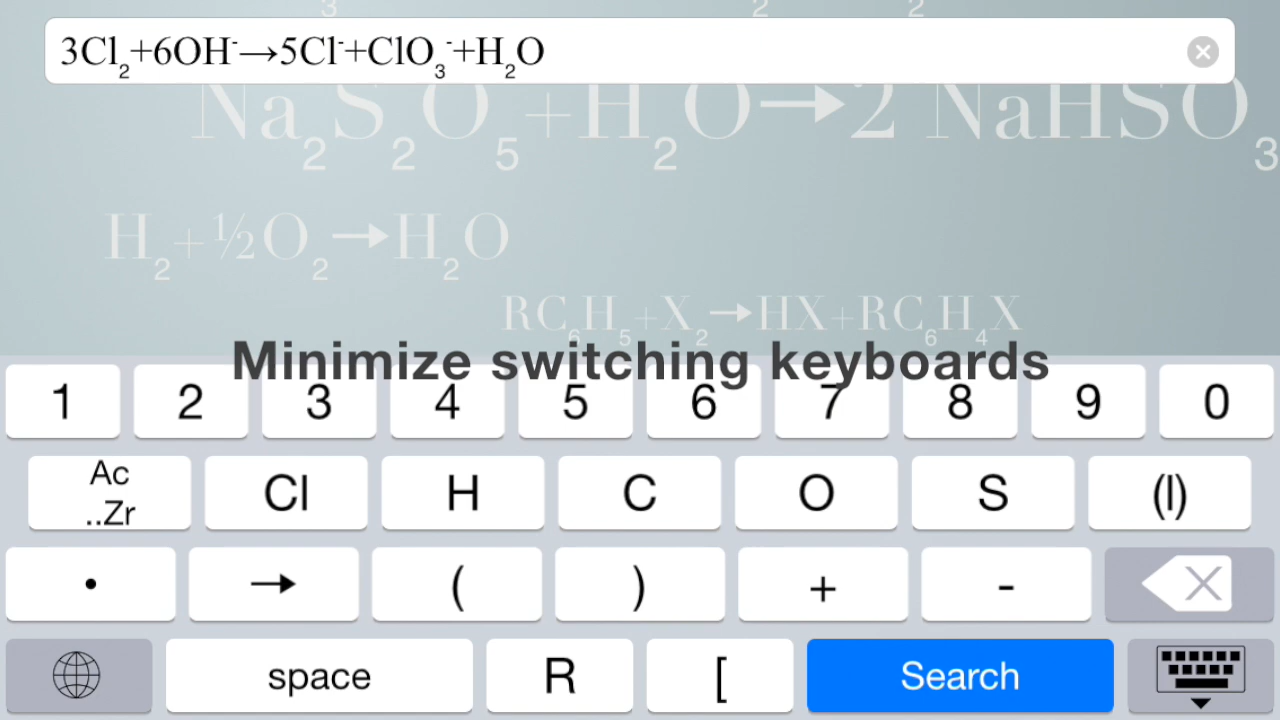 3Cl₂+6OH⁻→5Cl⁻+ClO₃⁻+H₂O
Na₂S₂O₅+H₂O→2 NaHSO₃
H₂+½O₂→H₂O
RC₆H₅+X₂→HX+RC₆H₄X
Minimize switching keyboards
1 2 3 4 5 6 7 8 9 0
Ac ..Zr Cl H C O S (l)
• → ( ) + -
space R [ Search